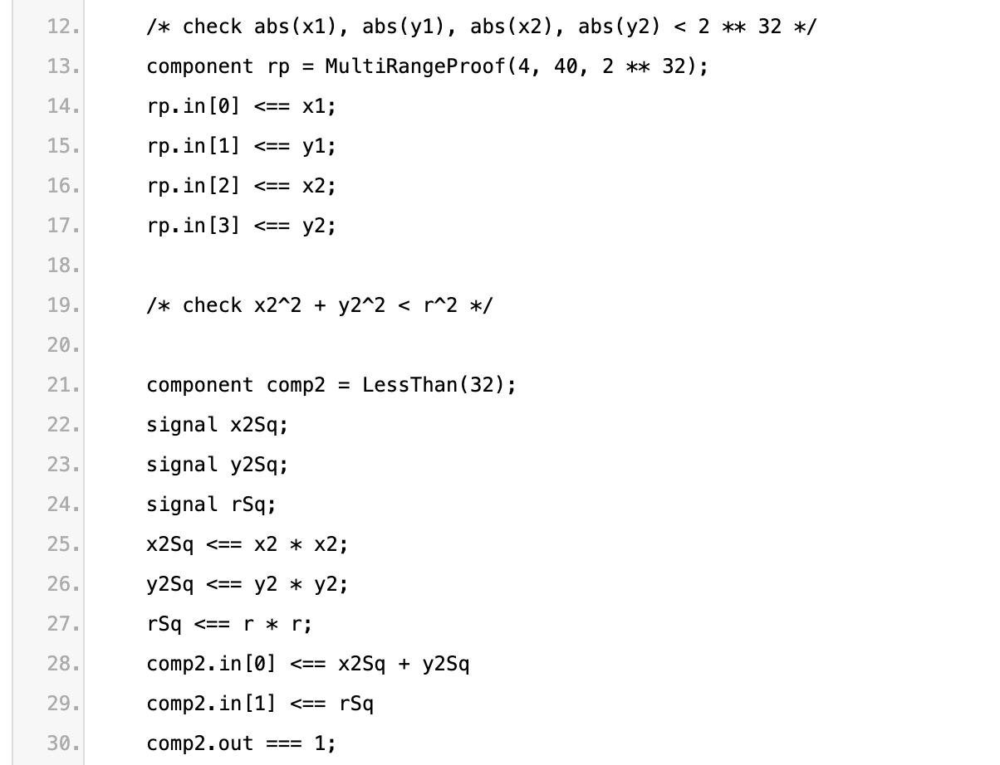 12. /* check abs(x1), abs(y1), abs(x2), abs(y2) < 2 ** 32 */
13. component rp = MultiRangeProof(4, 40, 2 ** 32);
14. rp.in[0] <== x1;
15. rp.in[1] <== y1;
16. rp.in[2] <== x2;
17. rp.in[3] <== y2;
18.
19. /* check x2^2 + y2^2 < r^2 */
20.
21. component comp2 = LessThan(32);
22. signal x2Sq;
23. signal y2Sq;
24. signal rSq;
25. x2Sq <== x2 * x2;
26. y2Sq <== y2 * y2;
27. rSq <== r * r;
28. comp2.in[0] <== x2Sq + y2Sq
29. comp2.in[1] <== rSq
30. comp2.out === 1;